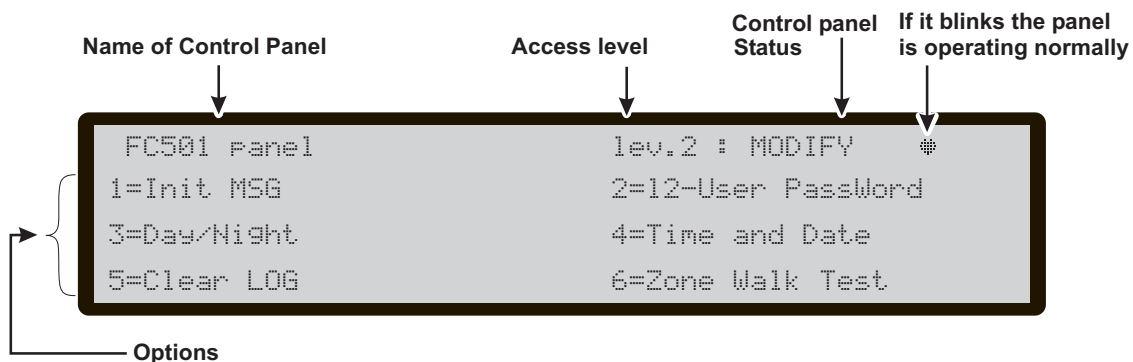 Name of Control Panel
Access level
Control panel
Status
If it blinks the panel
is operating normally
FC501 panel lev.2 : MODIFY
1=Init MSG 2=l2-User PassWord
3=Day/Night 4=Time and Date
5=Clear LOG 6=Zone Walk Test
Options